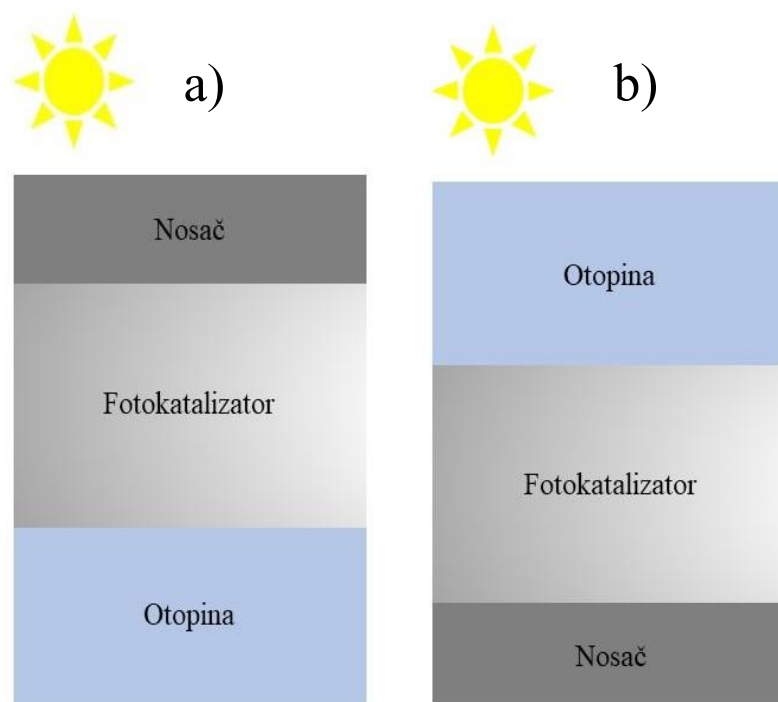 a)
Nosač
Fotokatalizator
Otopina
b)
Otopina
Fotokatalizator
Nosač